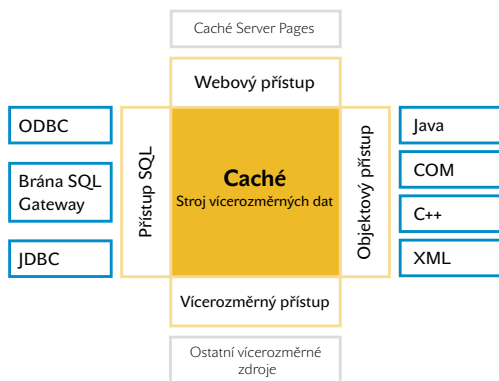 Caché Server Pages
Webový přístup
ODBC
Brána SQL
Gateway
JDBC
Přístup SQL
Caché
Stroj vícerozměrných dat
Objektový přístup
Java
COM
C++
XML
Vícerozměrný přístup
Ostatní vícerozměrné
zdroje